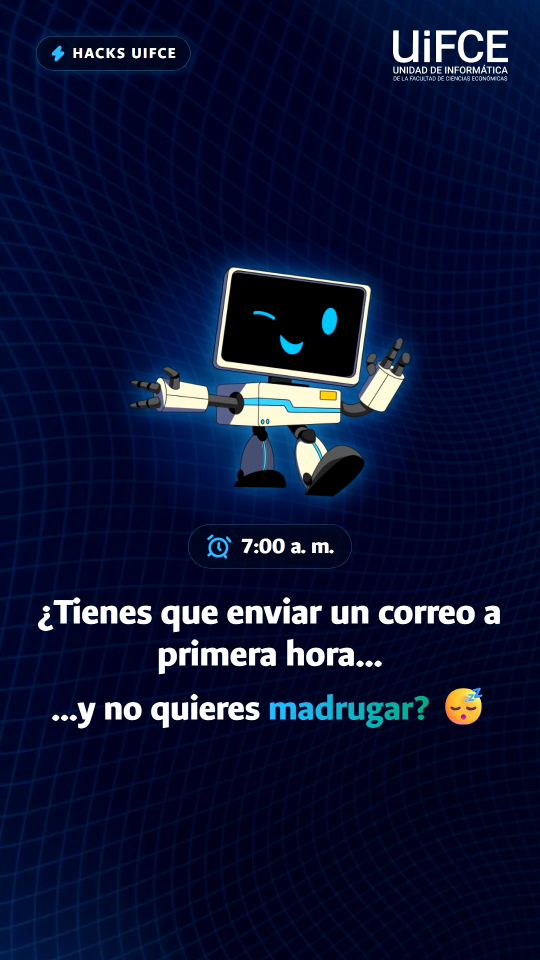 HACKS UIFCE
UiFCE
UNIDAD DE INFORMÁTICA
DE LA FACULTAD DE CIENCIAS ECONÓMICAS
7:00 a. m.
¿Tienes que enviar un correo a
primera hora...
...y no quieres madrugar? 😴